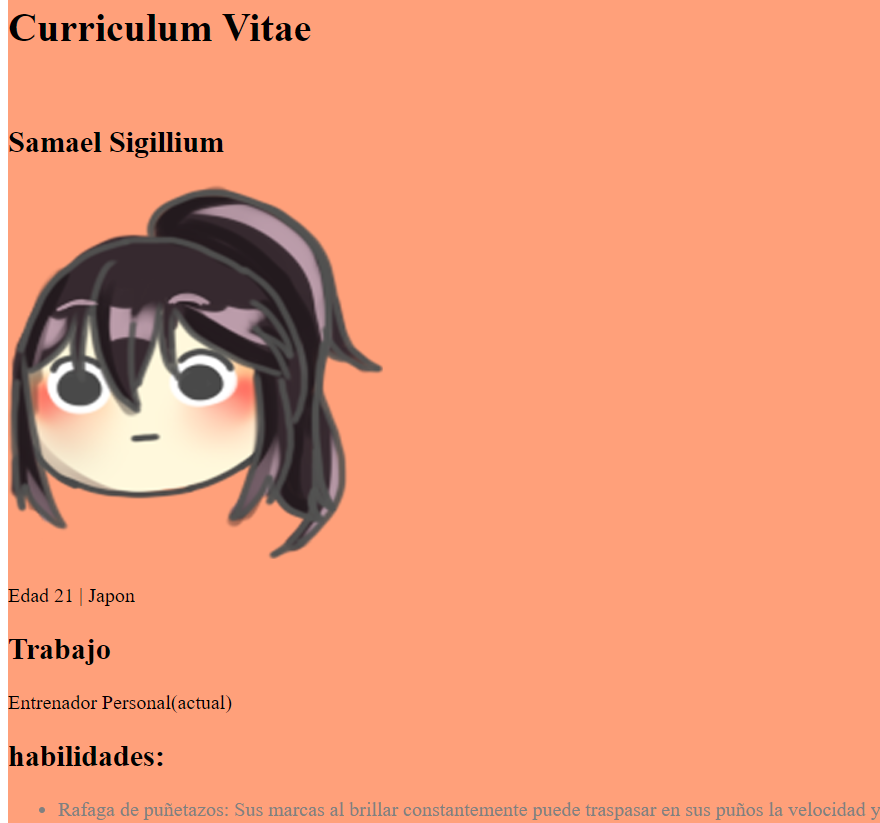 Curriculum Vitae
Samael Sigillium
Edad 21 | Japon
Trabajo
Entrenador Personal(actual)
habilidades:
Rafaga de puñetazos: Sus marcas al brillar constantemente puede traspasar en sus puños la velocidad y